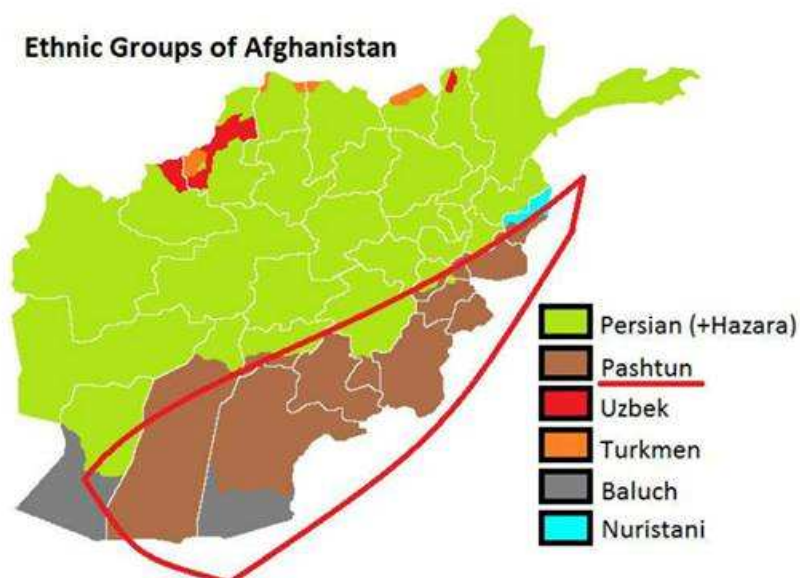 Ethnic Groups of Afghanistan
Persian (+Hazara)
Pashtun
Uzbek
Turkmen
Baluch
Nuristani